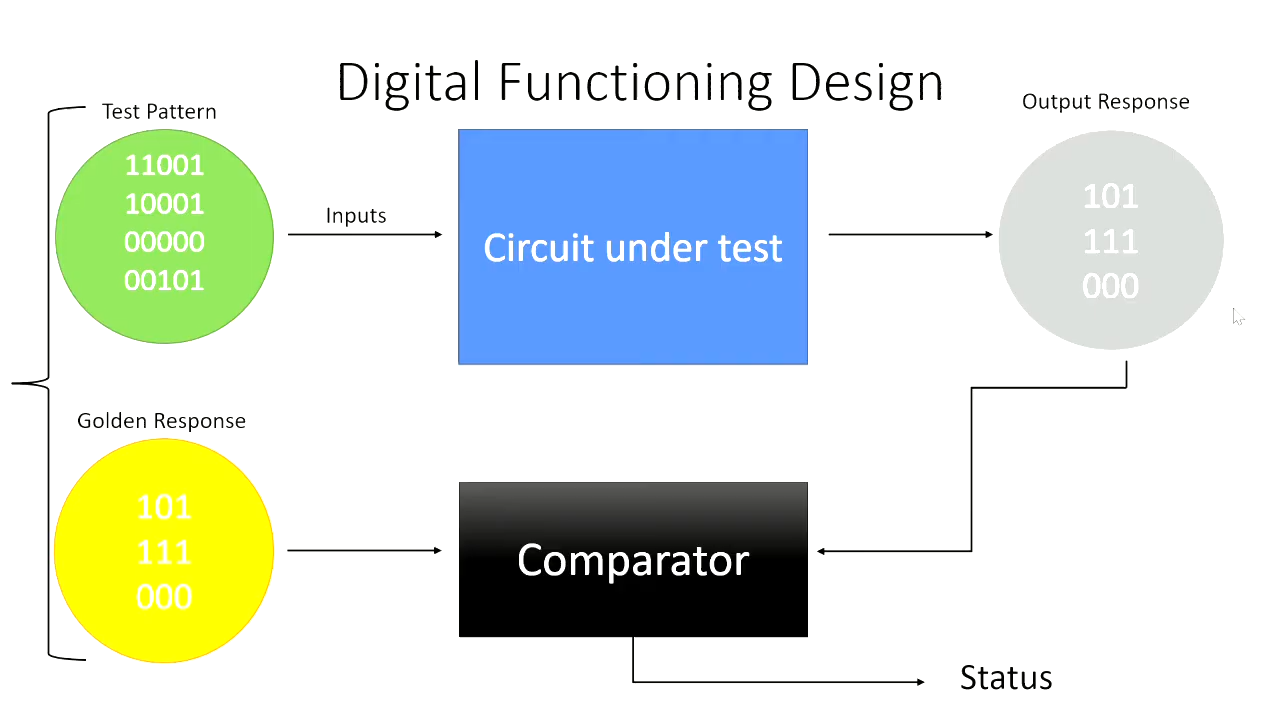 Digital Functioning Design
Test Pattern
11001
10001
00000
00101
Inputs
Circuit under test
Output Response
101
111
000
Golden Response
101
111
000
Comparator
Status